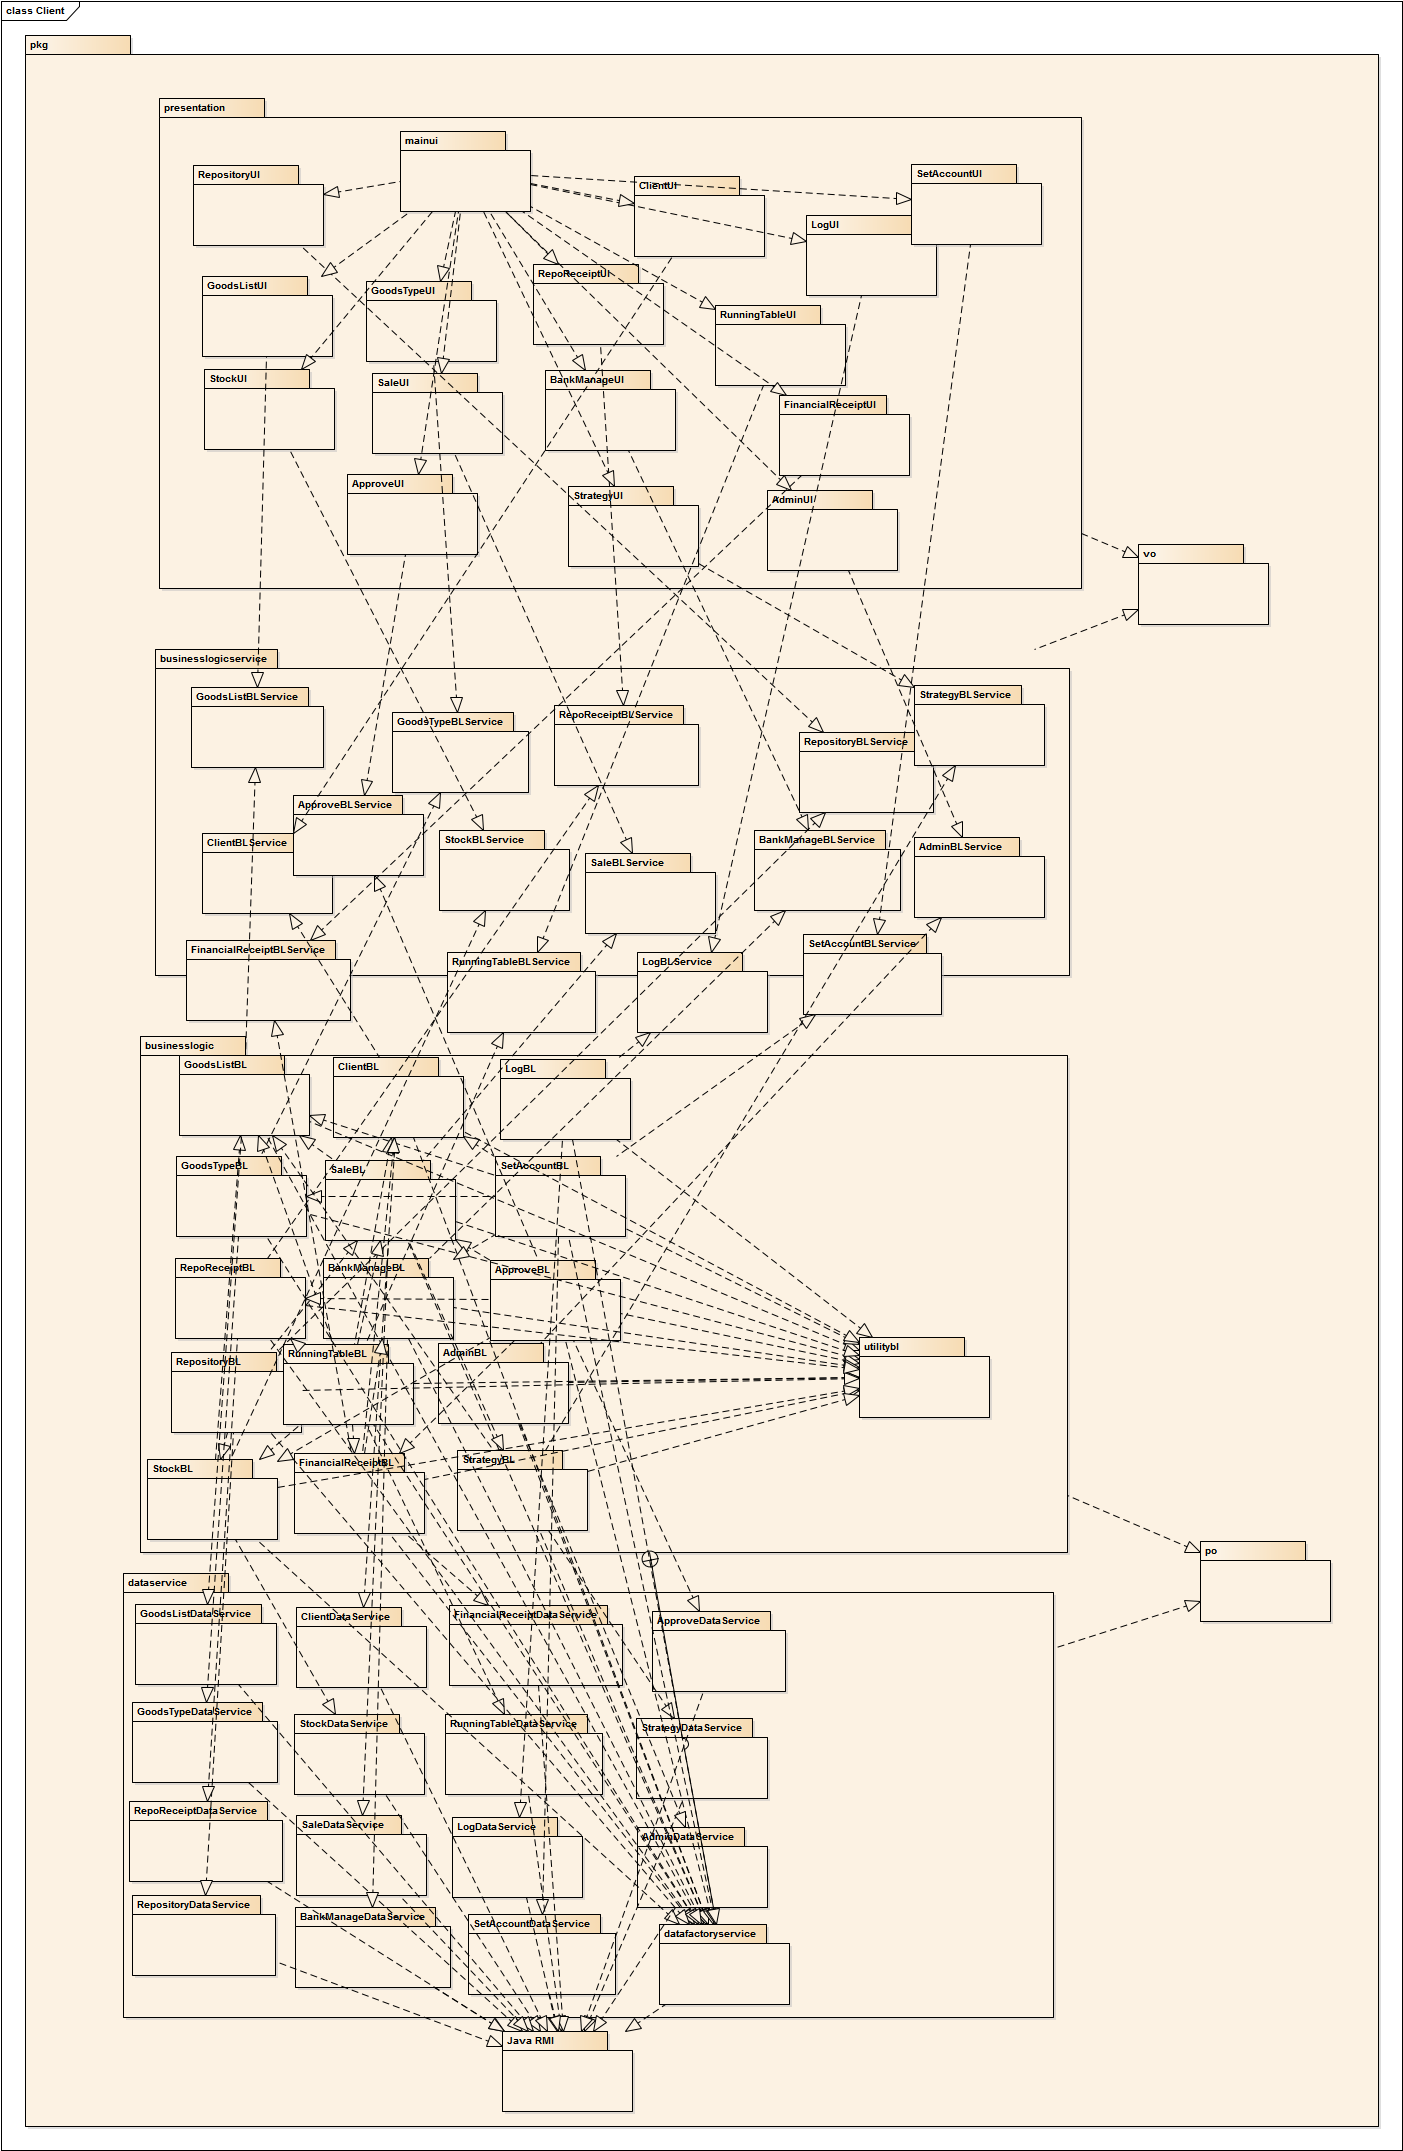 class Client
pkg
presentation
mainui
RepositoryUI
ClientUI
SetAccountUI
LogUI
GoodsListUI
GoodsTypeUI
RepoReceiptUI
RunningTableUI
StockUI
SaleUI
BankManageUI
FinancialReceiptUI
ApproveUI
StrategyUI
AdminUI
vo
businesslogicservice
GoodsListBLService
GoodsTypeBLService
RepoReceiptBLService
StrategyBLService
RepositoryBLService
ApproveBLService
ClientBLService
StockBLService
SaleBLService
BankManageBLService
AdminBLService
FinancialReceiptBLService
RunningTableBLService
LogBLService
SetAccountBLService
businesslogic
GoodsListBL
ClientBL
LogBL
GoodsTypeBL
SaleBL
SetAccountBL
RepoReceiptBL
BankManageBL
ApproveBL
utilitybl
RepositoryBL
RunningTableBL
AdminBL
StockBL
FinancialReceiptBL
StrategyBL
po
dataservice
GoodsListDataService
ClientDataService
FinancialReceiptDataService
ApproveDataService
GoodsTypeDataService
StockDataService
RunningTableDataService
StrategyDataService
RepoReceiptDataService
SaleDataService
LogDataService
AdminDataService
RepositoryDataService
BankManageDataService
SetAccountDataService
datafactoryservice
Java RMI